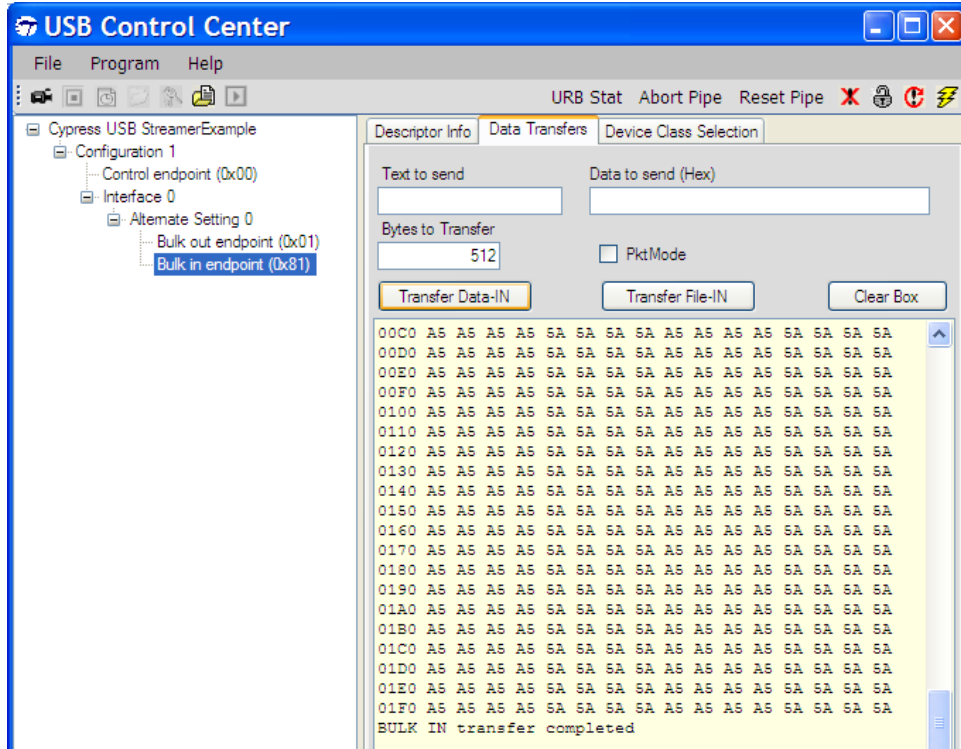 USB Control Center
File Program Help
URB Stat Abort Pipe Reset Pipe
Cypress USB StreamerExample
Configuration 1
Control endpoint (0x00)
Interface 0
Alternate Setting 0
Bulk out endpoint (0x01)
Bulk in endpoint (0x81)
Descriptor Info Data Transfers Device Class Selection
Text to send Data to send (Hex)
Bytes to Transfer
512 PktMode
Transfer Data-IN Transfer File-IN Clear Box
00C0 A5 A5 A5 A5 5A 5A 5A 5A A5 A5 A5 A5 5A 5A 5A 5A
00D0 A5 A5 A5 A5 5A 5A 5A 5A A5 A5 A5 A5 5A 5A 5A 5A
00E0 A5 A5 A5 A5 5A 5A 5A 5A A5 A5 A5 A5 5A 5A 5A 5A
00F0 A5 A5 A5 A5 5A 5A 5A 5A A5 A5 A5 A5 5A 5A 5A 5A
0100 A5 A5 A5 A5 5A 5A 5A 5A A5 A5 A5 A5 5A 5A 5A 5A
0110 A5 A5 A5 A5 5A 5A 5A 5A A5 A5 A5 A5 5A 5A 5A 5A
0120 A5 A5 A5 A5 5A 5A 5A 5A A5 A5 A5 A5 5A 5A 5A 5A
0130 A5 A5 A5 A5 5A 5A 5A 5A A5 A5 A5 A5 5A 5A 5A 5A
0140 A5 A5 A5 A5 5A 5A 5A 5A A5 A5 A5 A5 5A 5A 5A 5A
0150 A5 A5 A5 A5 5A 5A 5A 5A A5 A5 A5 A5 5A 5A 5A 5A
0160 A5 A5 A5 A5 5A 5A 5A 5A A5 A5 A5 A5 5A 5A 5A 5A
0170 A5 A5 A5 A5 5A 5A 5A 5A A5 A5 A5 A5 5A 5A 5A 5A
0180 A5 A5 A5 A5 5A 5A 5A 5A A5 A5 A5 A5 5A 5A 5A 5A
0190 A5 A5 A5 A5 5A 5A 5A 5A A5 A5 A5 A5 5A 5A 5A 5A
01A0 A5 A5 A5 A5 5A 5A 5A 5A A5 A5 A5 A5 5A 5A 5A 5A
01B0 A5 A5 A5 A5 5A 5A 5A 5A A5 A5 A5 A5 5A 5A 5A 5A
01C0 A5 A5 A5 A5 5A 5A 5A 5A A5 A5 A5 A5 5A 5A 5A 5A
01D0 A5 A5 A5 A5 5A 5A 5A 5A A5 A5 A5 A5 5A 5A 5A 5A
01E0 A5 A5 A5 A5 5A 5A 5A 5A A5 A5 A5 A5 5A 5A 5A 5A
01F0 A5 A5 A5 A5 5A 5A 5A 5A A5 A5 A5 A5 5A 5A 5A 5A
BULK IN transfer completed